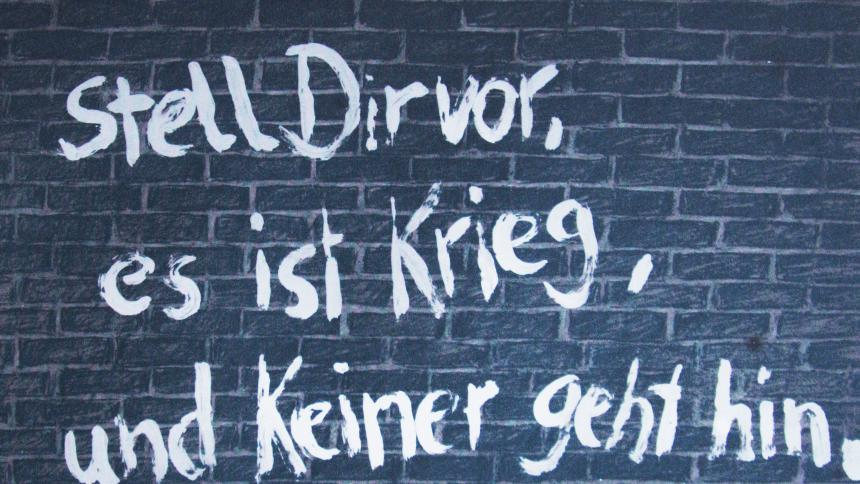 Stell Dir vor,
es ist Krieg,
und Keiner geht hin.